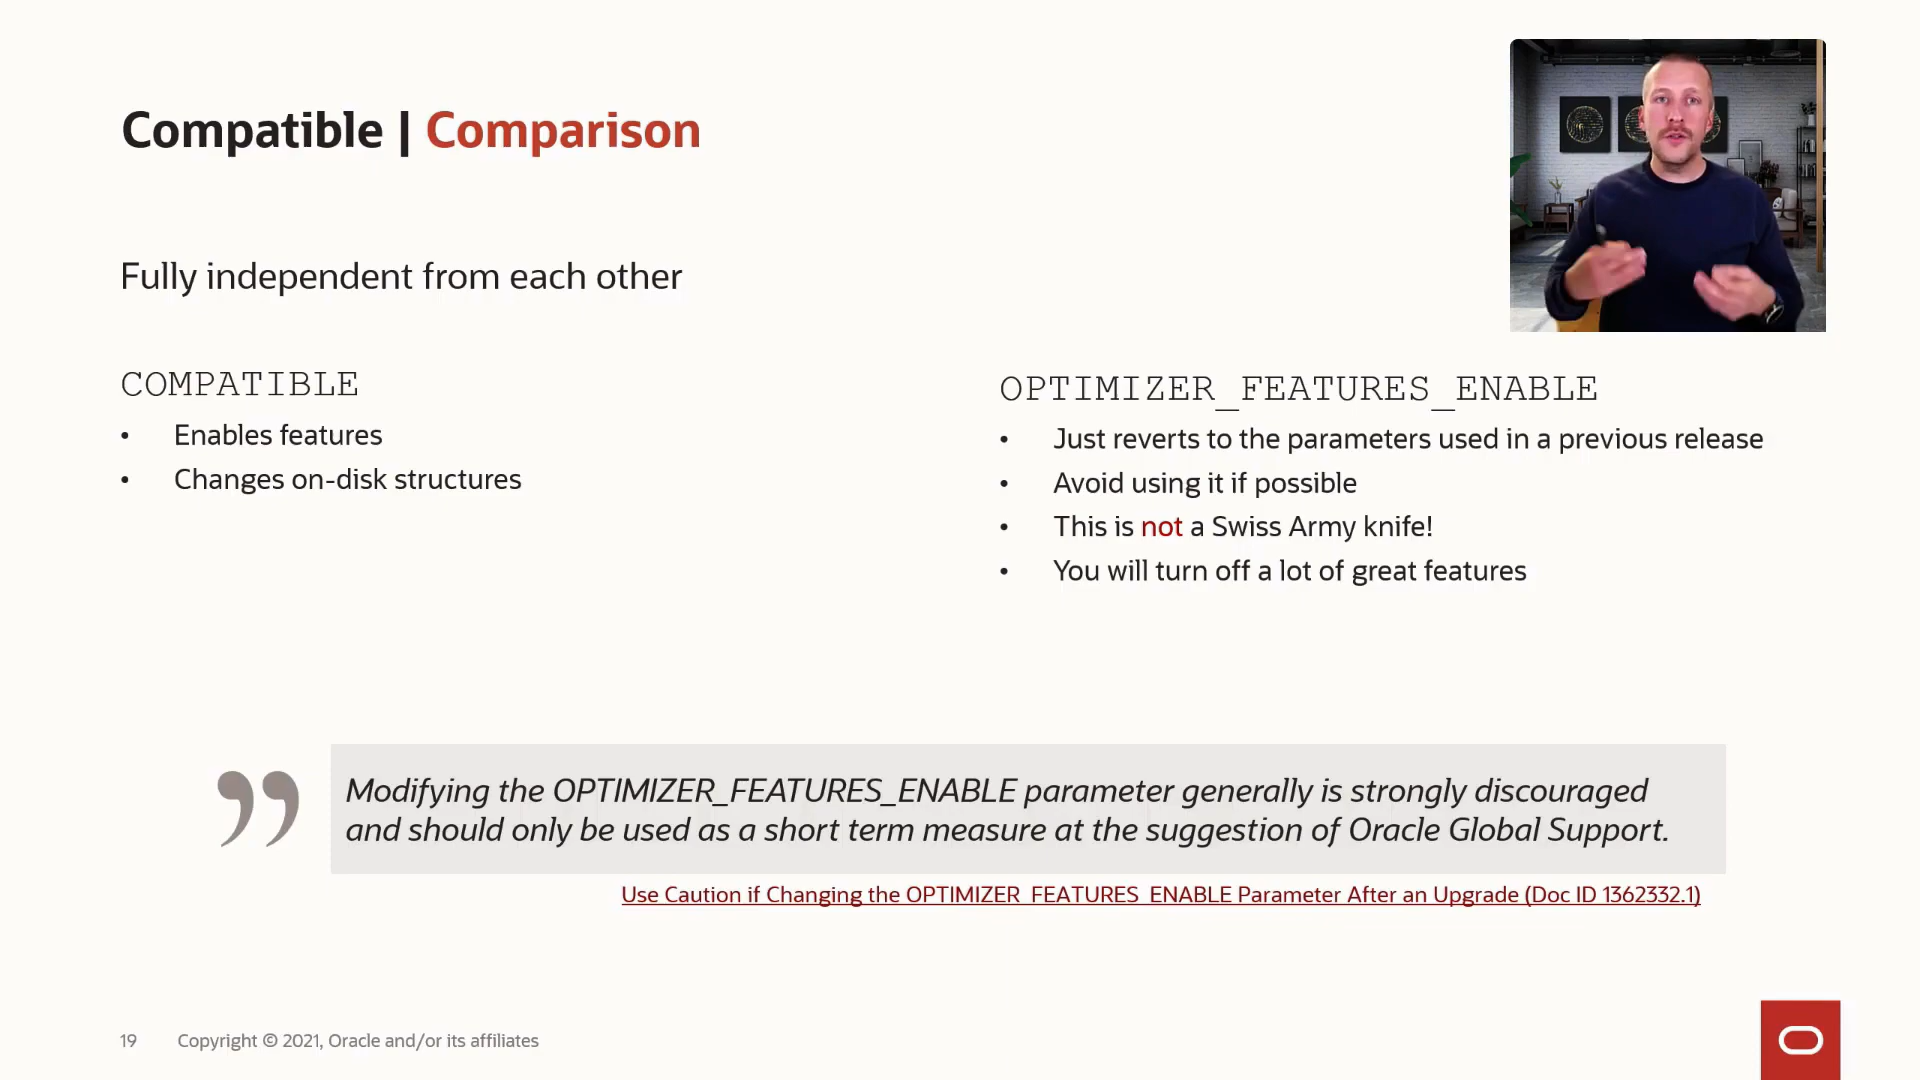 Compatible | Comparison
Fully independent from each other
COMPATIBLE
• Enables features
• Changes on-disk structures
OPTIMIZER_FEATURES_ENABLE
• Just reverts to the parameters used in a previous release
• Avoid using it if possible
• This is not a Swiss Army knife!
• You will turn off a lot of great features
” Modifying the OPTIMIZER_FEATURES_ENABLE parameter generally is strongly discouraged
and should only be used as a short term measure at the suggestion of Oracle Global Support.
Use Caution if Changing the OPTIMIZER_FEATURES_ENABLE Parameter After an Upgrade (Doc ID 1362332.1)
19 Copyright © 2021, Oracle and/or its affiliates